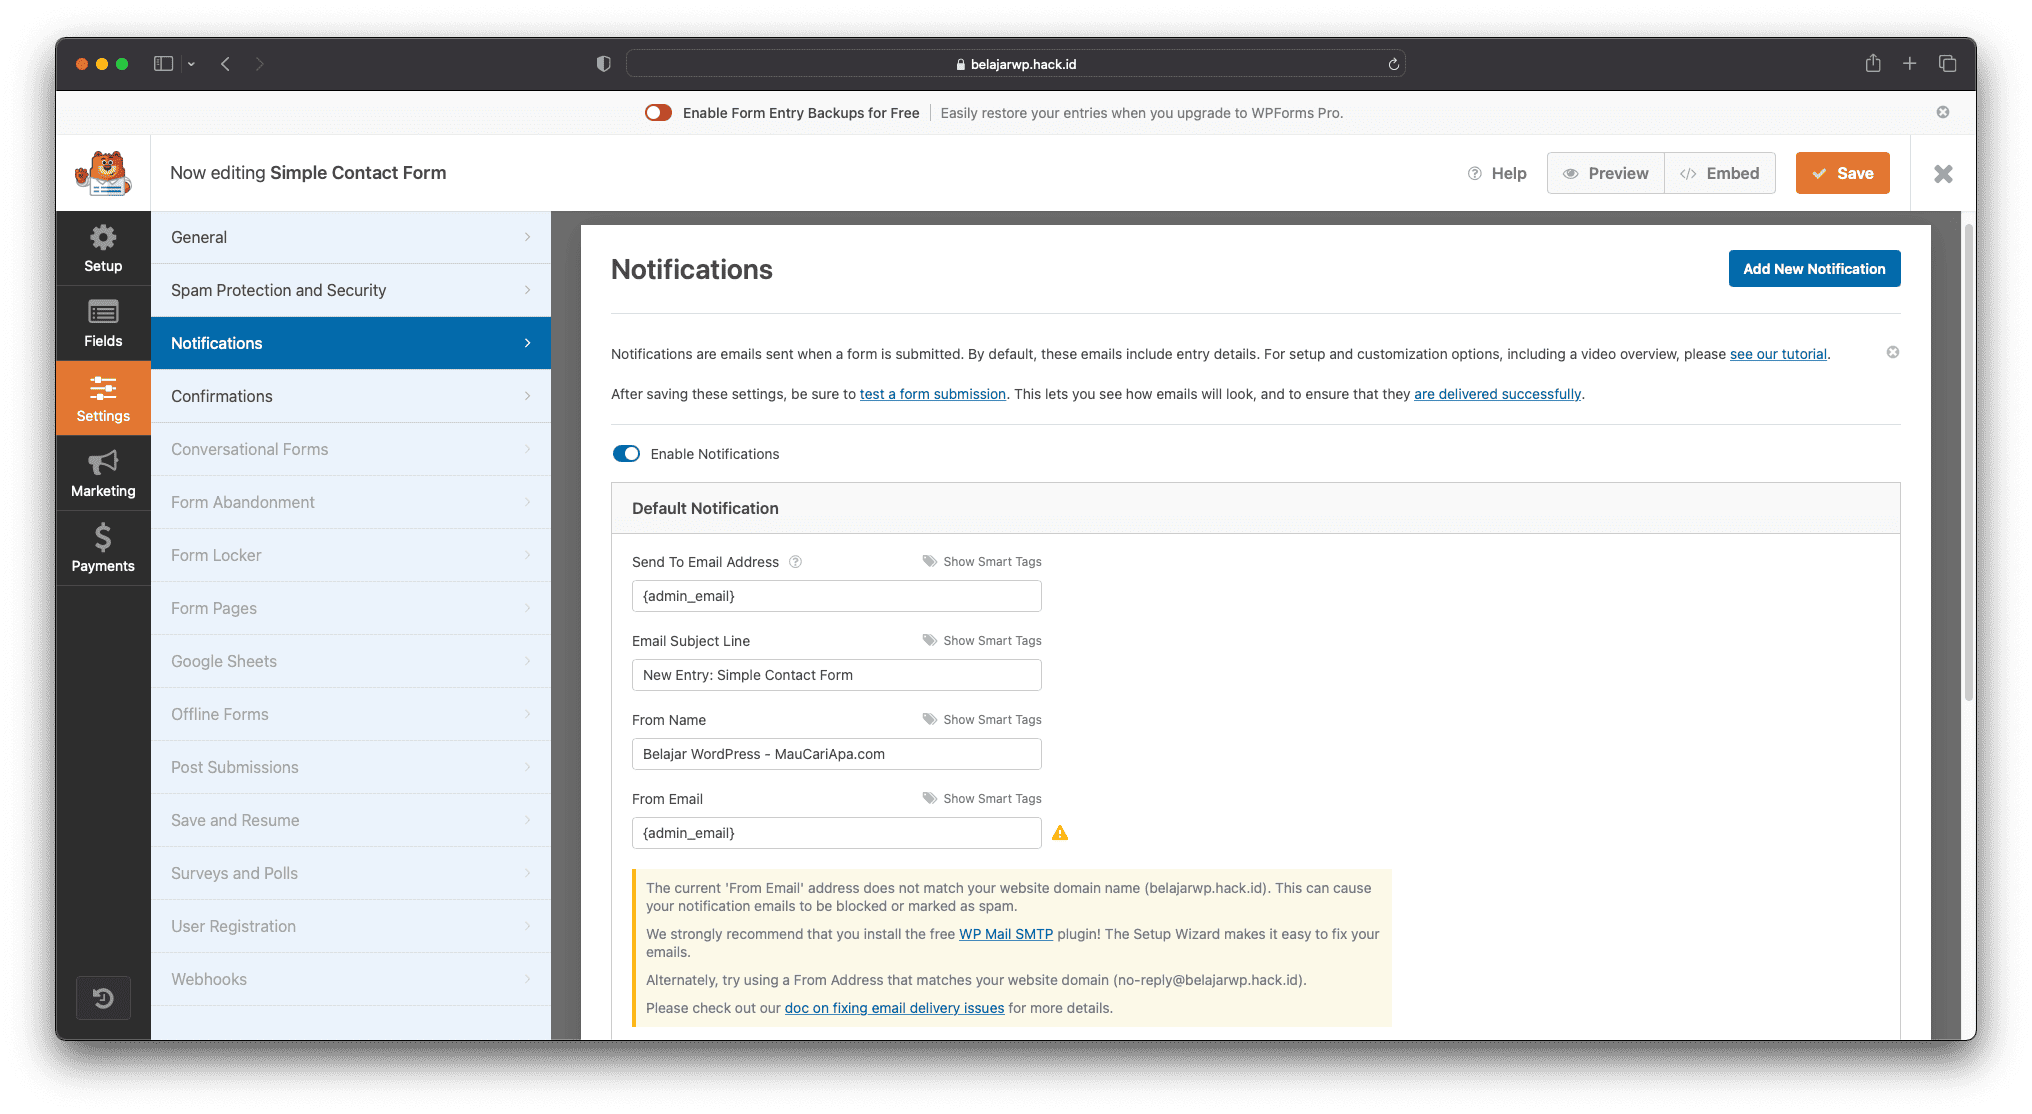 belajarwp.hack.id
Enable Form Entry Backups for Free
Easily restore your entries when you upgrade to WPForms Pro.
Now editing Simple Contact Form
Help
Preview
Embed
Save
Setup
Fields
Settings
Marketing
Payments
General
Spam Protection and Security
Notifications
Confirmations
Conversational Forms
Form Abandonment
Form Locker
Form Pages
Google Sheets
Offline Forms
Post Submissions
Save and Resume
Surveys and Polls
User Registration
Webhooks
Notifications
Add New Notification
Notifications are emails sent when a form is submitted. By default, these emails include entry details. For setup and customization options, including a video overview, please see our tutorial.
After saving these settings, be sure to test a form submission. This lets you see how emails will look, and to ensure that they are delivered successfully.
Enable Notifications
Default Notification
Send To Email Address
Show Smart Tags
{admin_email}
Email Subject Line
Show Smart Tags
New Entry: Simple Contact Form
From Name
Show Smart Tags
Belajar WordPress - MauCariApa.com
From Email
Show Smart Tags
{admin_email}
The current 'From Email' address does not match your website domain name (belajarwp.hack.id). This can cause
your notification emails to be blocked or marked as spam.
We strongly recommend that you install the free WP Mail SMTP plugin! The Setup Wizard makes it easy to fix your
emails.
Alternately, try using a From Address that matches your website domain (no-reply@belajarwp.hack.id).
Please check out our doc on fixing email delivery issues for more details.